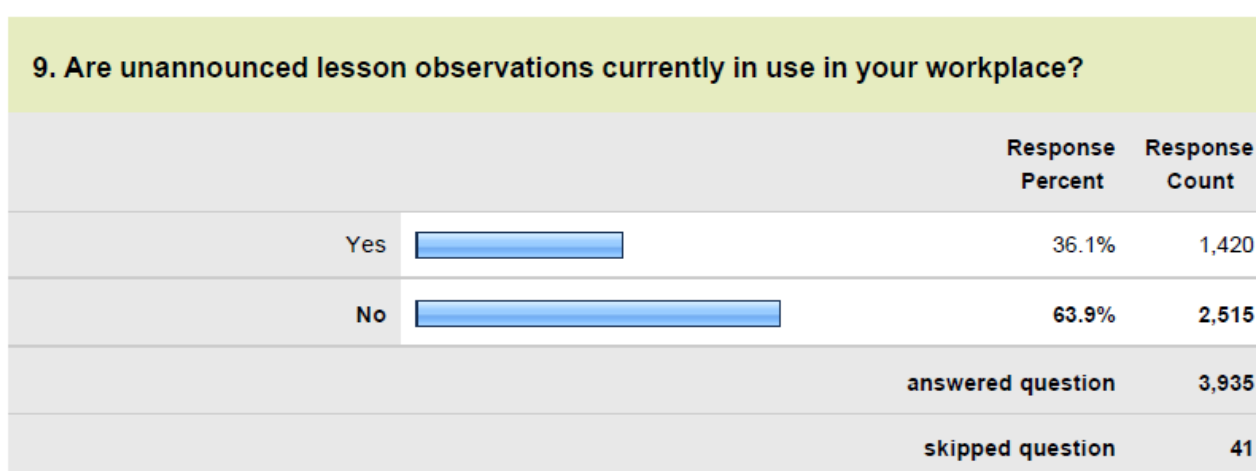 9. Are unannounced lesson observations currently in use in your workplace?
Response Response
Percent Count
Yes 36.1% 1,420
No 63.9% 2,515
answered question 3,935
skipped question 41